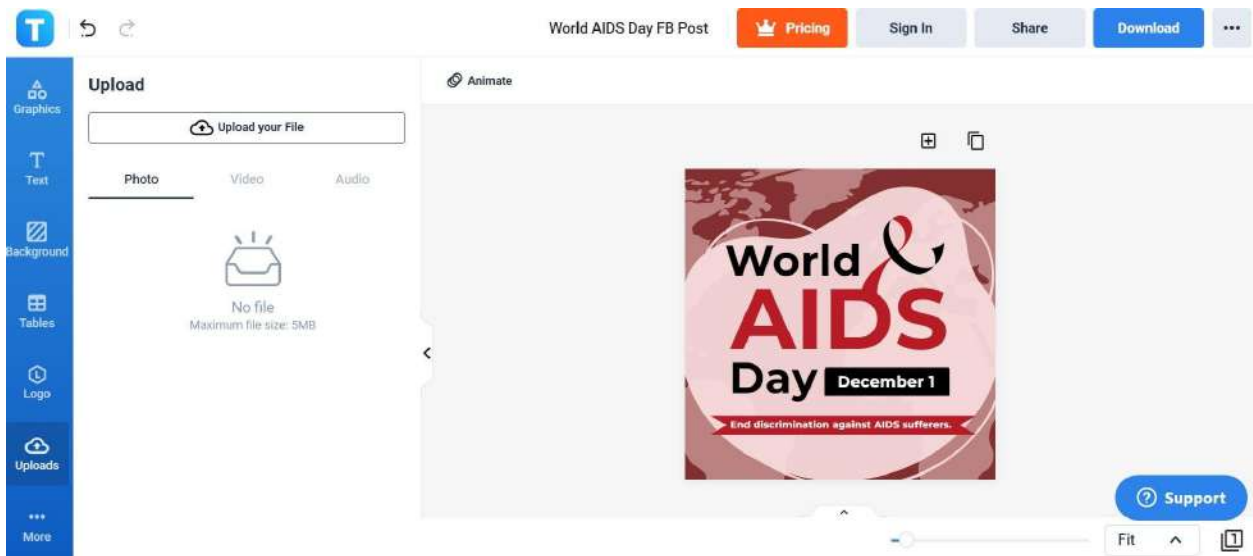 T
World AIDS Day FB Post
Pricing
Sign In
Share
Download
Graphics
Text
Background
Tables
Logo
Uploads
More
Upload
Upload your File
Photo Video Audio
No file
Maximum file size: 5MB
Animate
World
AIDS
Day December 1
End discrimination against AIDS sufferers.
Support
Fit
1